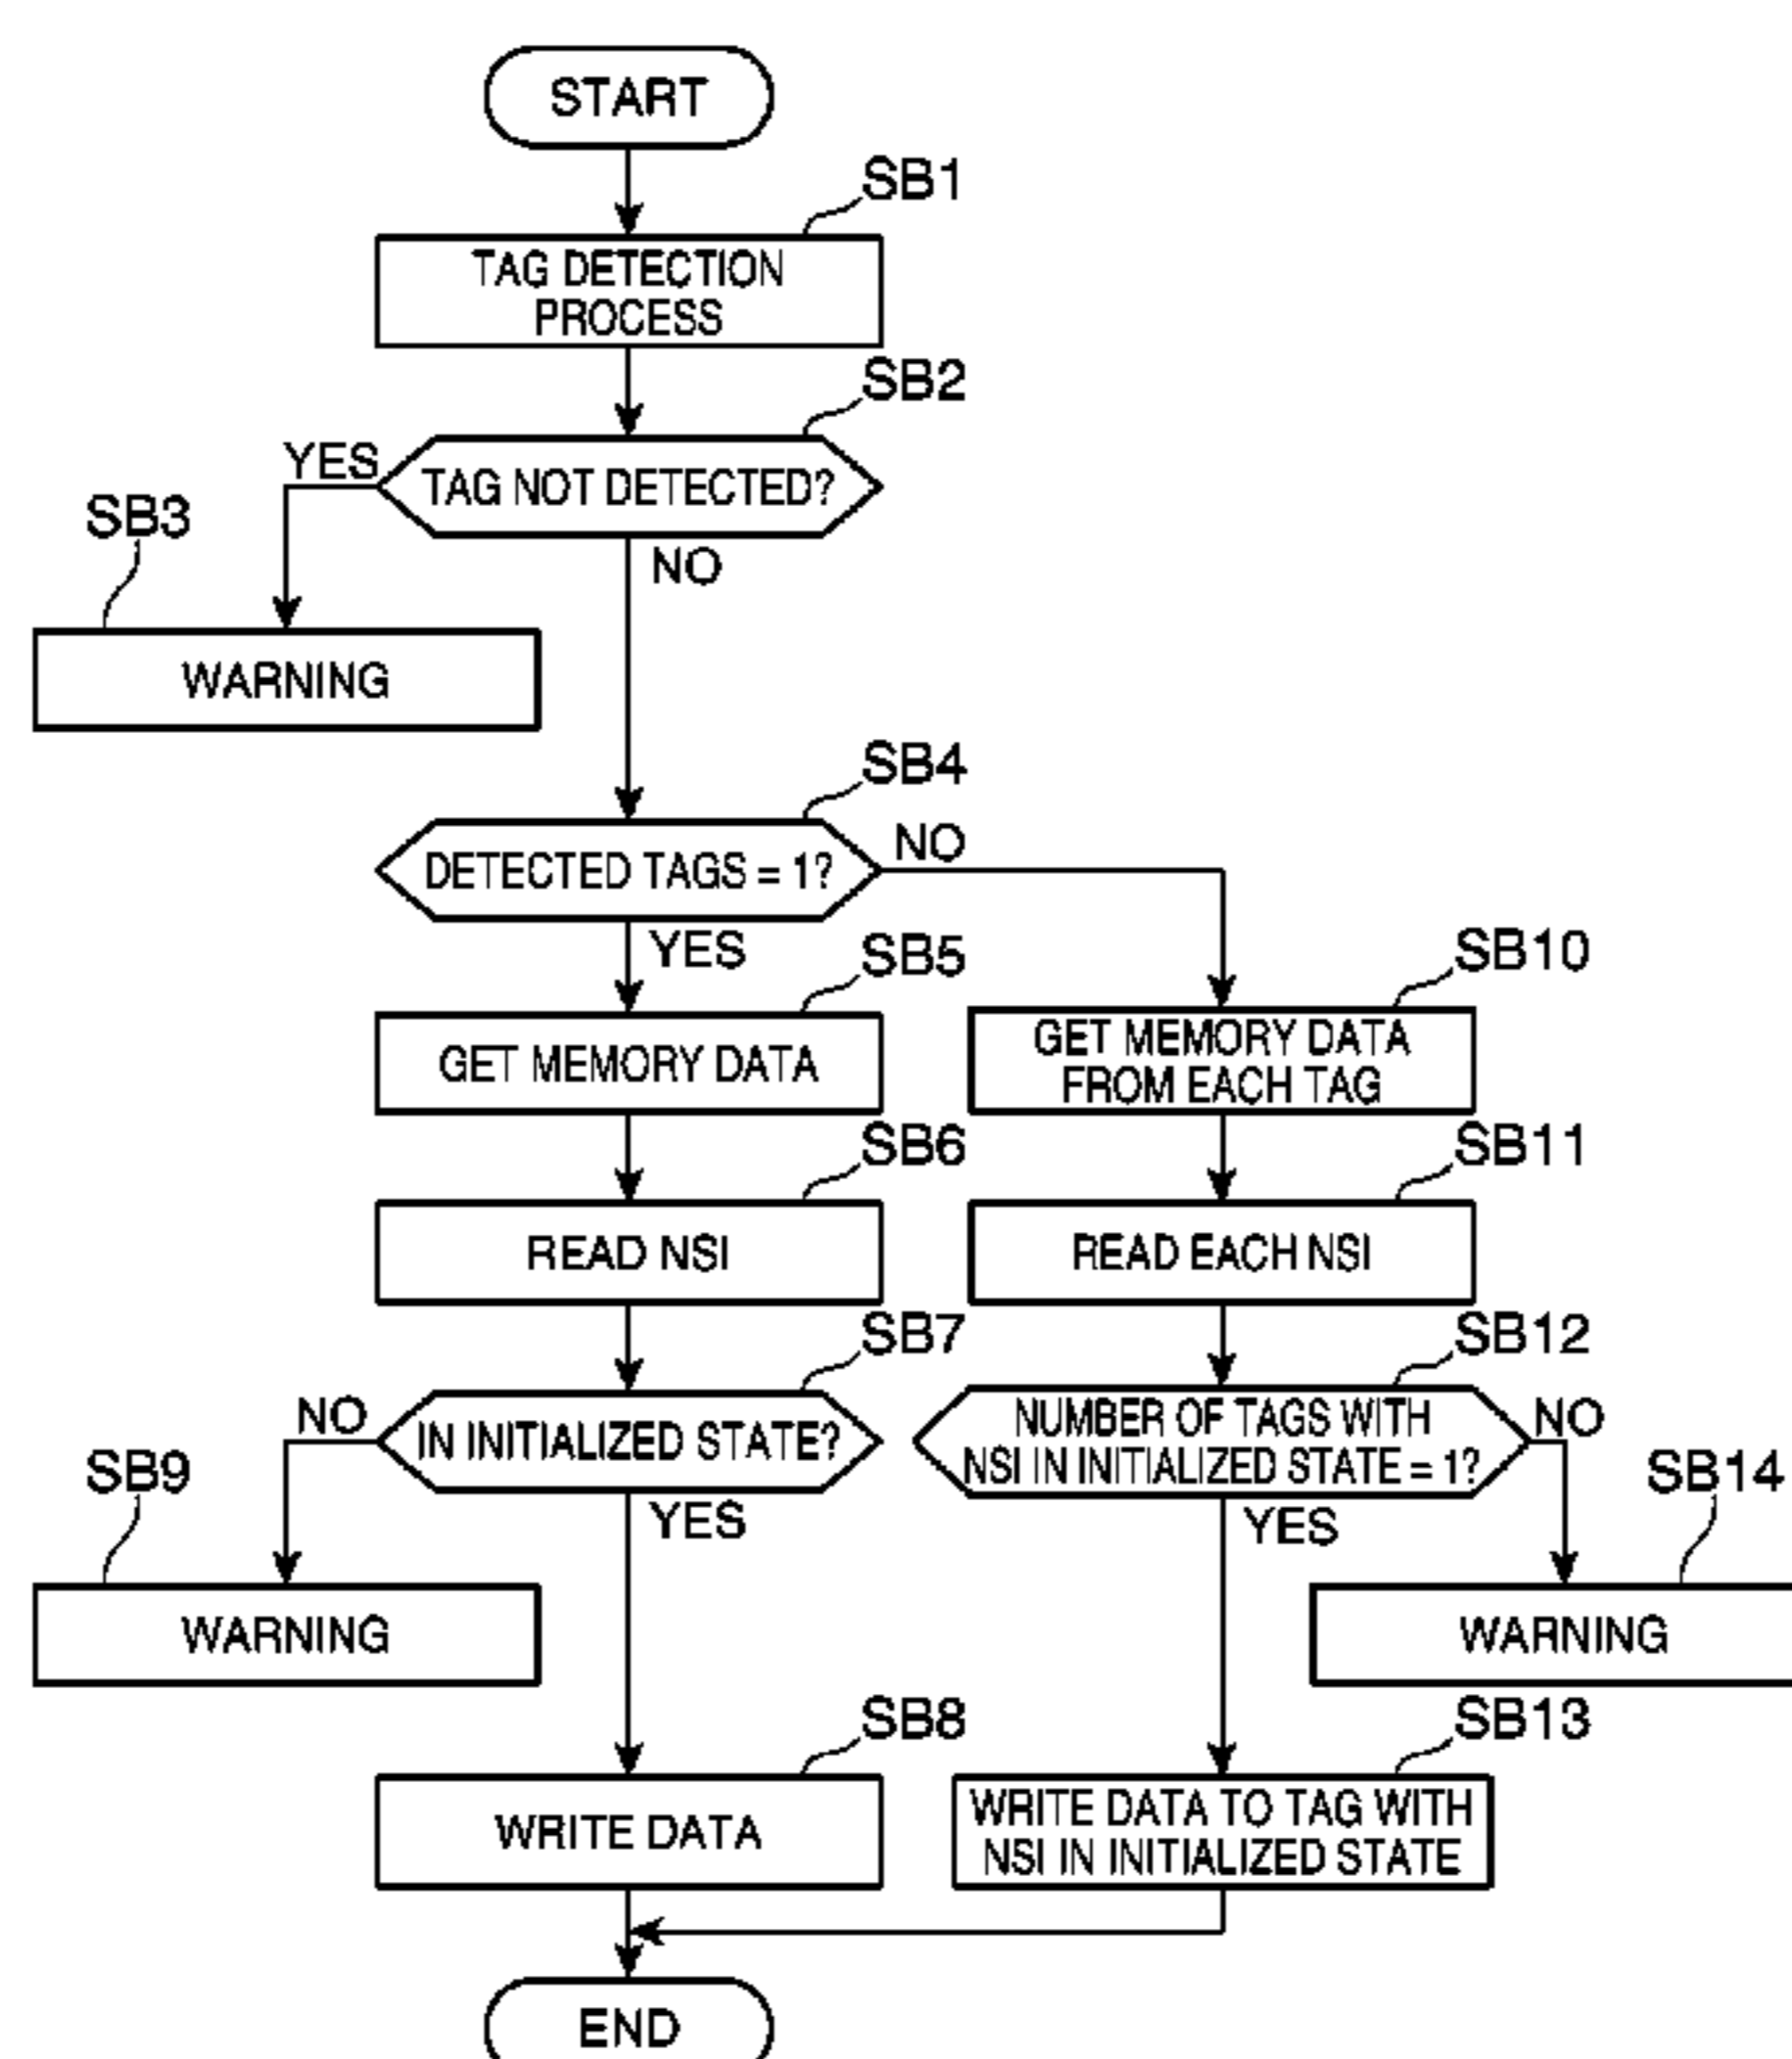 START
SB1
TAG DETECTION
PROCESS
SB2
YES
TAG NOT DETECTED?
SB3
NO
WARNING
SB4
NO
DETECTED TAGS = 1?
YES
SB5
SB10
GET MEMORY DATA
GET MEMORY DATA
FROM EACH TAG
SB6
SB11
READ NSI
READ EACH NSI
SB7
SB12
NO
IN INITIALIZED STATE?
NUMBER OF TAGS WITH
NSI IN INITIALIZED STATE = 1?
NO
SB9
YES
YES
SB14
WARNING
WARNING
SB8
SB13
WRITE DATA
WRITE DATA TO TAG WITH
NSI IN INITIALIZED STATE
END